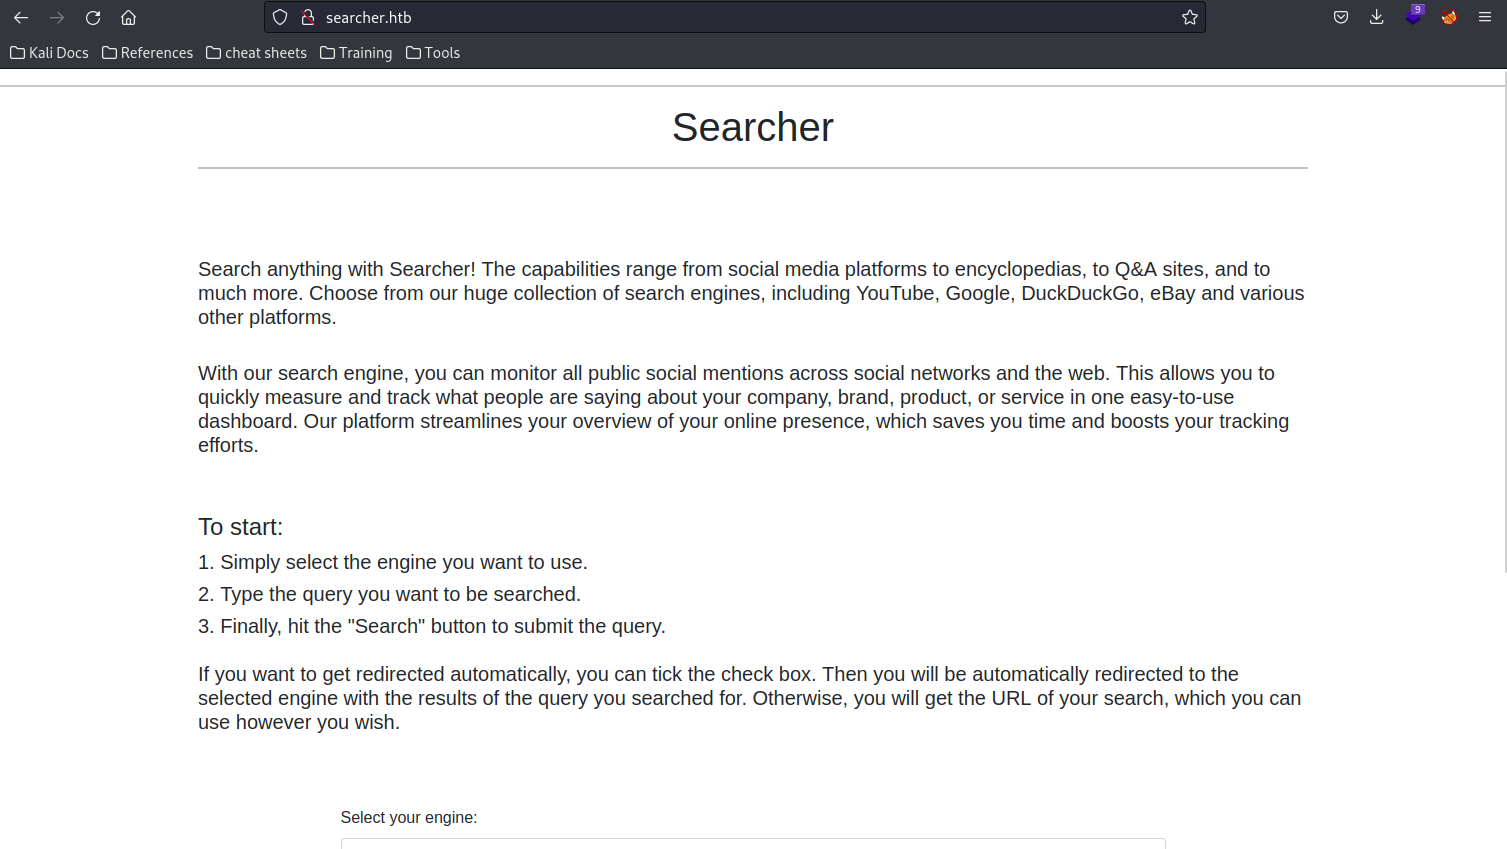 searcher.htb
9
Kali Docs References cheat sheets Training Tools
Searcher
Search anything with Searcher! The capabilities range from social media platforms to encyclopedias, to Q&A sites, and to
much more. Choose from our huge collection of search engines, including YouTube, Google, DuckDuckGo, eBay and various
other platforms.
With our search engine, you can monitor all public social mentions across social networks and the web. This allows you to
quickly measure and track what people are saying about your company, brand, product, or service in one easy-to-use
dashboard. Our platform streamlines your overview of your online presence, which saves you time and boosts your tracking
efforts.
To start:
1. Simply select the engine you want to use.
2. Type the query you want to be searched.
3. Finally, hit the "Search" button to submit the query.
If you want to get redirected automatically, you can tick the check box. Then you will be automatically redirected to the
selected engine with the results of the query you searched for. Otherwise, you will get the URL of your search, which you can
use however you wish.
Select your engine: